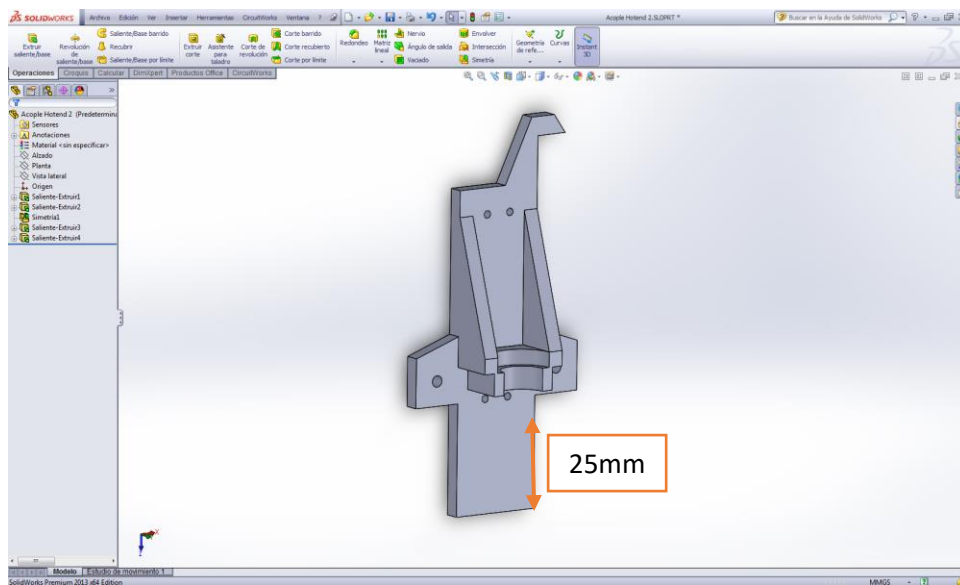 SOLIDWORKS Archivo Edición Ver Insertar Herramientas CircuitWorks Ventana ? Acople Hotend 2.SLDPRT * Buscar en la Ayuda de SolidWorks
Extruir saliente/base
Revolución de saliente/base
Saliente/Base barrido
Recubrir
Saliente/Base por límite
Extruir corte
Asistente para taladro
Corte de revolución
Corte barrido
Corte recubierto
Corte por límite
Redondeo
Matriz lineal
Nervio
Ángulo de salida
Vaciado
Envolver
Intersección
Simetría
Geometría de refe...
Curvas
Instant 3D
Operaciones Croquis Calcular DimXpert Productos Office CircuitWorks
Acople Hotend 2 (Predetermina
Sensores
Anotaciones
Material <sin especificar>
Alzado
Planta
Vista lateral
Origen
Saliente-Extruir1
Saliente-Extruir2
Simetría1
Saliente-Extruir3
Saliente-Extruir4
25mm
Modelo Estudio de movimiento 1
SolidWorks Premium 2013 x64 Edition MMGS